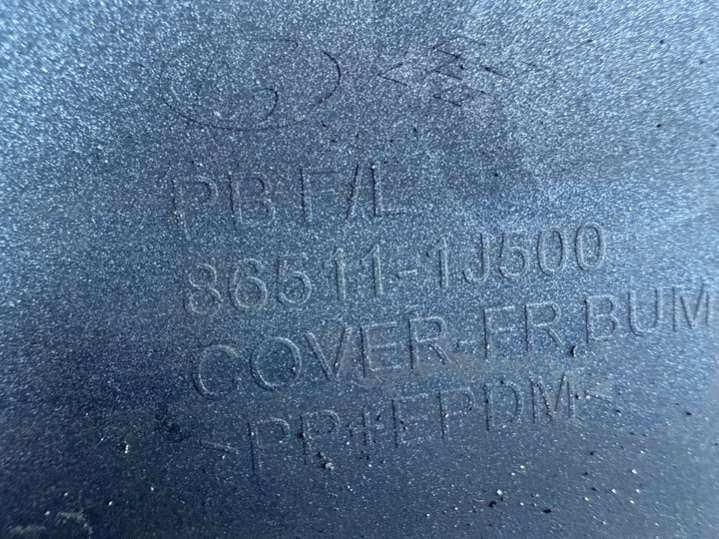 PB F/L
86511-1J500
COVER-FR BUM
>PP+EPDM<